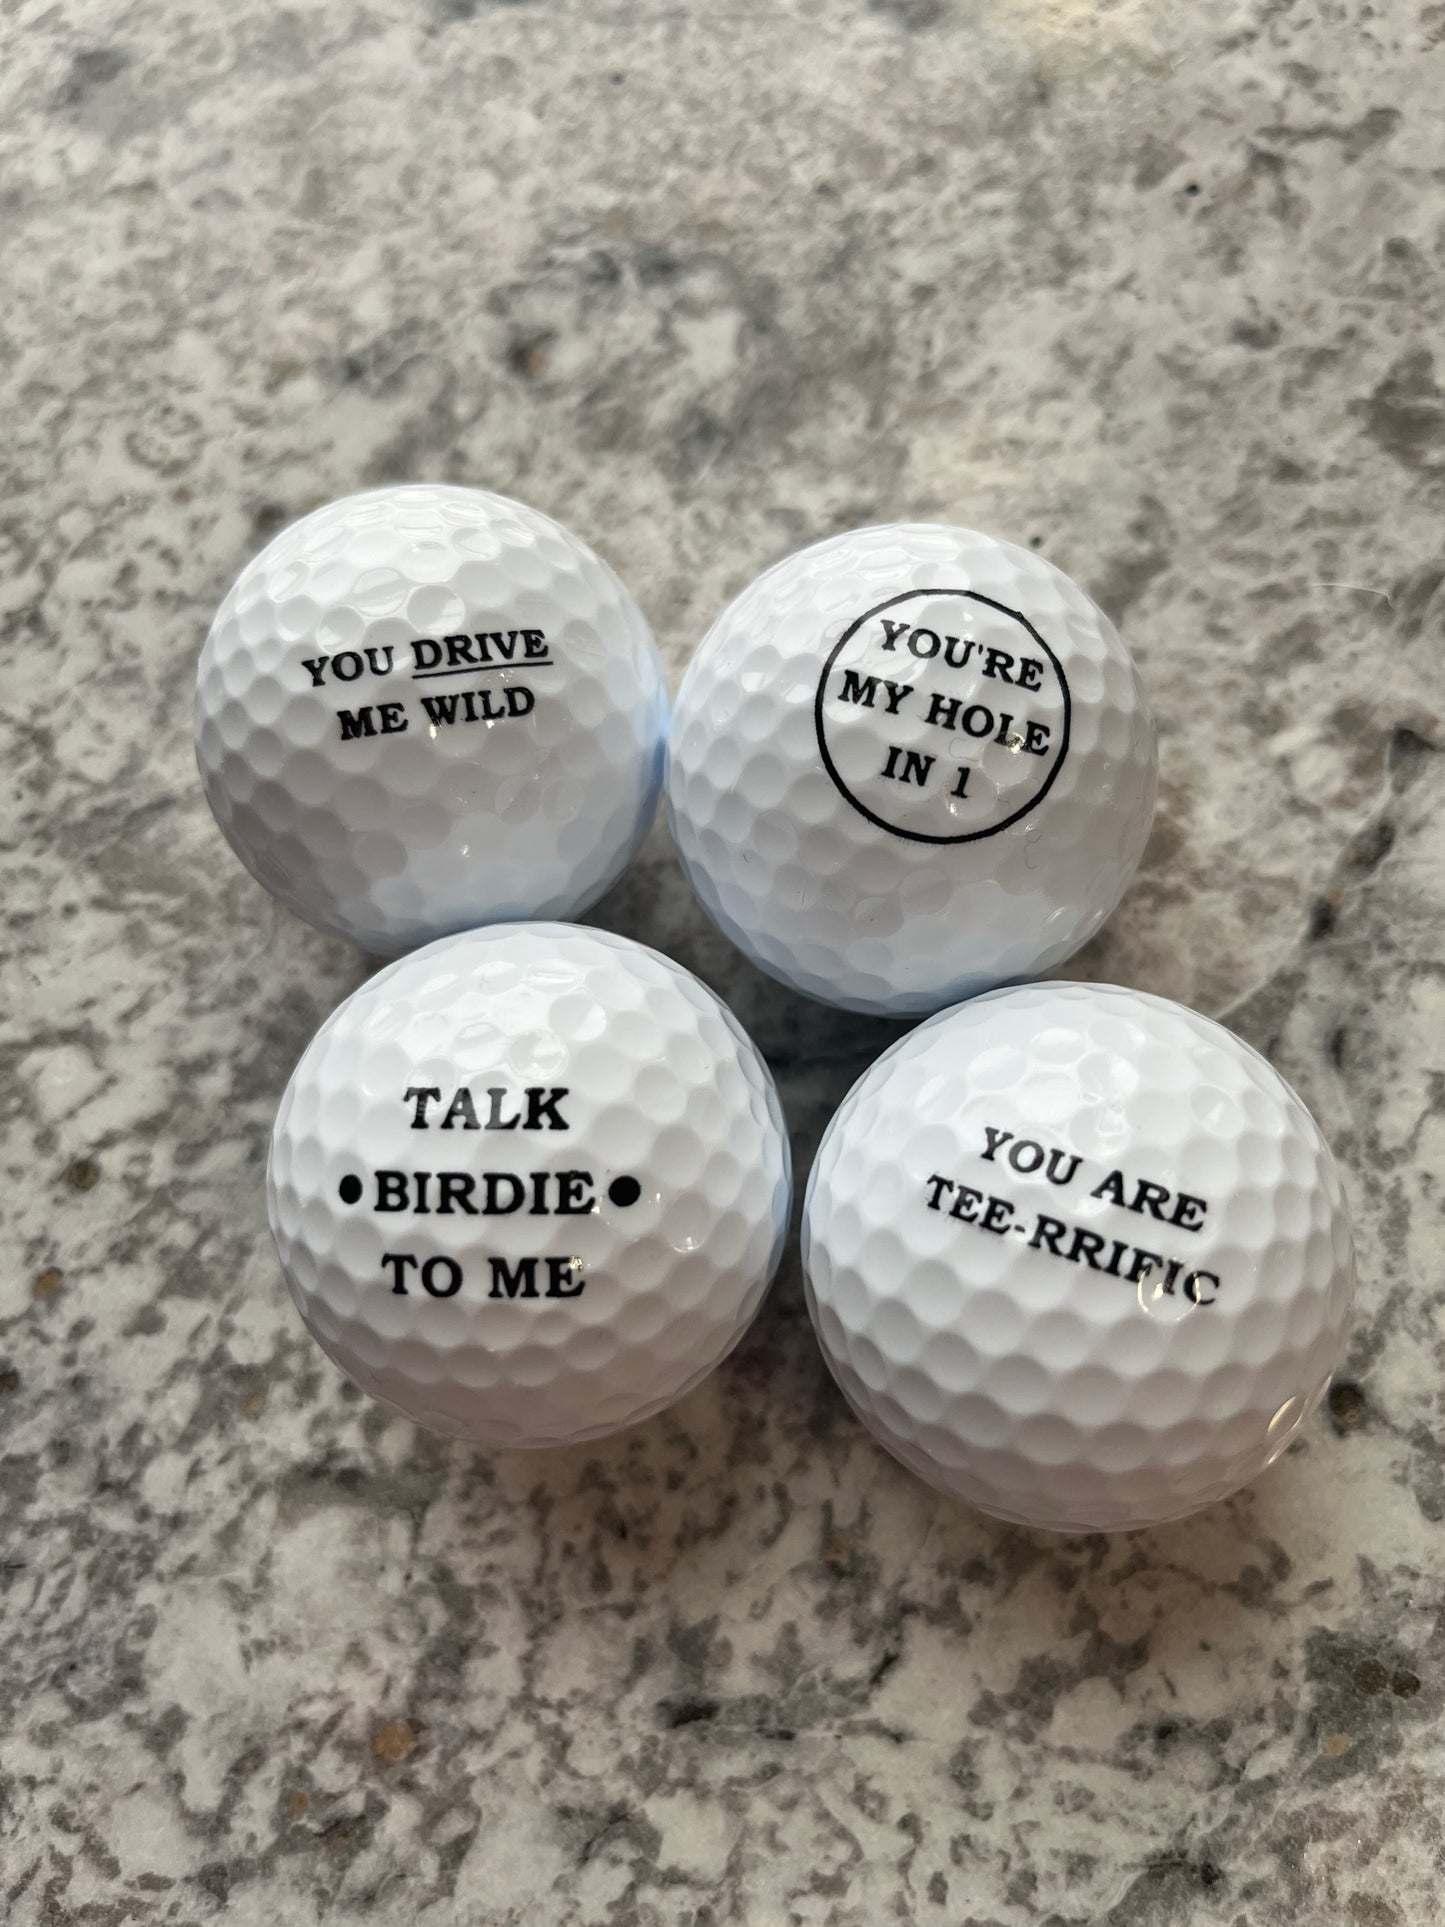 YOU DRIVE
ME WILD
YOU'RE
MY HOLE
IN 1
TALK
•BIRDIE•
TO ME
YOU ARE
TEE-RRIFIC